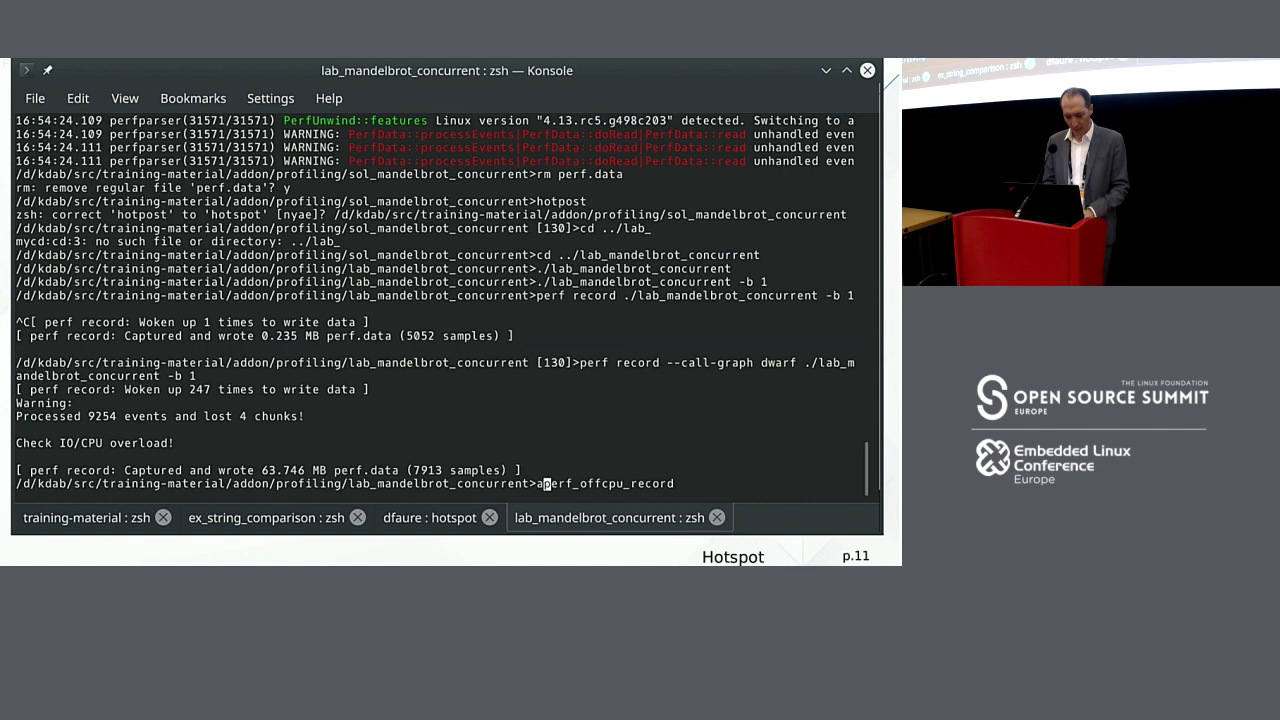 lab_mandelbrot_concurrent : zsh — Konsole
File Edit View Bookmarks Settings Help
16:54:24.109 perfparser(31571/31571) PerfUnwind::features Linux version "4.13.rc5.g498c203" detected. Switching to a
16:54:24.109 perfparser(31571/31571) WARNING: PerfData::processEvents|PerfData::doRead|PerfData::read unhandled even
16:54:24.111 perfparser(31571/31571) WARNING: PerfData::processEvents|PerfData::doRead|PerfData::read unhandled even
16:54:24.111 perfparser(31571/31571) WARNING: PerfData::processEvents|PerfData::doRead|PerfData::read unhandled even
/d/kdab/src/training-material/addon/profiling/sol_mandelbrot_concurrent>rm perf.data
rm: remove regular file 'perf.data'? y
/d/kdab/src/training-material/addon/profiling/sol_mandelbrot_concurrent>hotpost
zsh: correct 'hotpost' to 'hotspot' [nyae]? /d/kdab/src/training-material/addon/profiling/sol_mandelbrot_concurrent
/d/kdab/src/training-material/addon/profiling/sol_mandelbrot_concurrent [130]>cd ../lab_
mycd:cd:3: no such file or directory: ../lab_
/d/kdab/src/training-material/addon/profiling/sol_mandelbrot_concurrent>cd ../lab_mandelbrot_concurrent
/d/kdab/src/training-material/addon/profiling/lab_mandelbrot_concurrent>./lab_mandelbrot_concurrent
/d/kdab/src/training-material/addon/profiling/lab_mandelbrot_concurrent>./lab_mandelbrot_concurrent -b 1
/d/kdab/src/training-material/addon/profiling/lab_mandelbrot_concurrent>perf record ./lab_mandelbrot_concurrent -b 1
^C[ perf record: Woken up 1 times to write data ]
[ perf record: Captured and wrote 0.235 MB perf.data (5052 samples) ]
/d/kdab/src/training-material/addon/profiling/lab_mandelbrot_concurrent [130]>perf record --call-graph dwarf ./lab_m
andelbrot_concurrent -b 1
[ perf record: Woken up 247 times to write data ]
Warning:
Processed 9254 events and lost 4 chunks!
Check IO/CPU overload!
[ perf record: Captured and wrote 63.746 MB perf.data (7913 samples) ]
/d/kdab/src/training-material/addon/profiling/lab_mandelbrot_concurrent>aperf_offcpu_record
training-material : zsh ex_string_comparison : zsh dfaure : hotspot lab_mandelbrot_concurrent : zsh
Hotspot p.11
ex_string_comparison : zsh
THE LINUX FOUNDATION
OPEN SOURCE SUMMIT
EUROPE
Embedded Linux
Conference
Europe